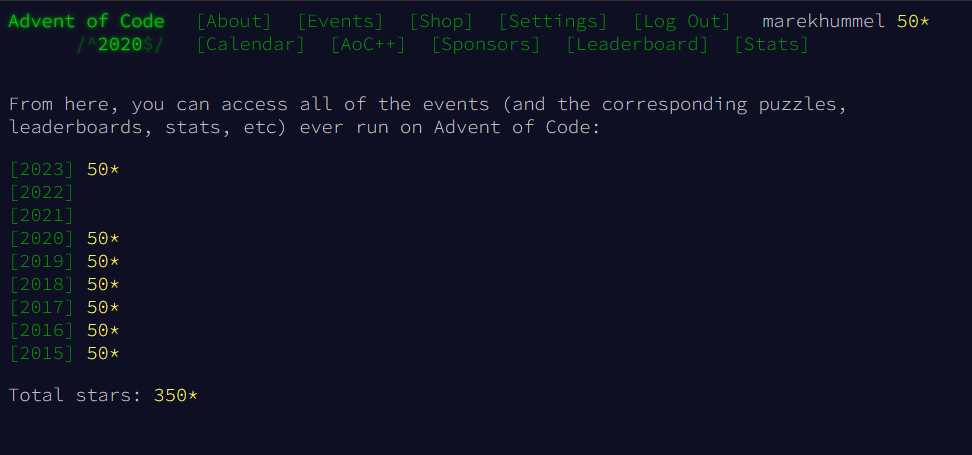 Advent of Code [About] [Events] [Shop] [Settings] [Log Out] marekhummel 50*
/^2020$/ [Calendar] [AoC++] [Sponsors] [Leaderboard] [Stats]
From here, you can access all of the events (and the corresponding puzzles,
leaderboards, stats, etc) ever run on Advent of Code:
[2023] 50*
[2022]
[2021]
[2020] 50*
[2019] 50*
[2018] 50*
[2017] 50*
[2016] 50*
[2015] 50*
Total stars: 350*